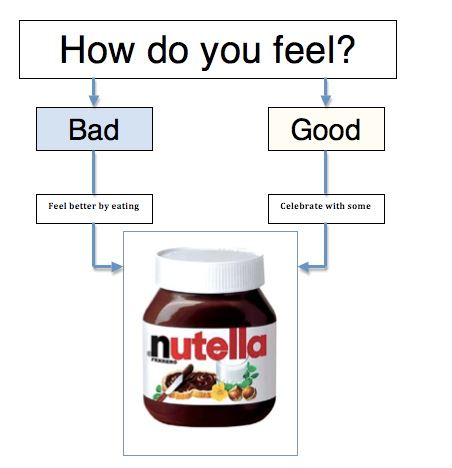 How do you feel?
Bad
Good
Feel better by eating
Celebrate with some
nutella
FERRERO